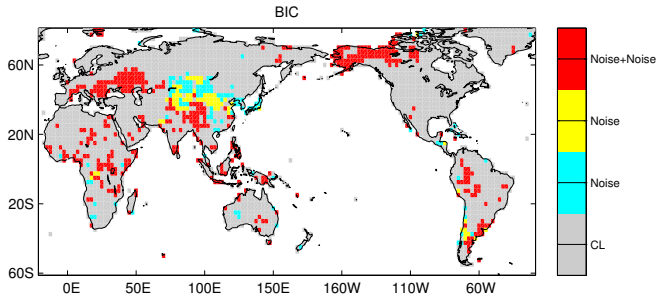 BIC
60N
20N
20S
60S
0E
50E
100E
150E
160W
110W
60W
Noise+Noise
Noise
Noise
CL